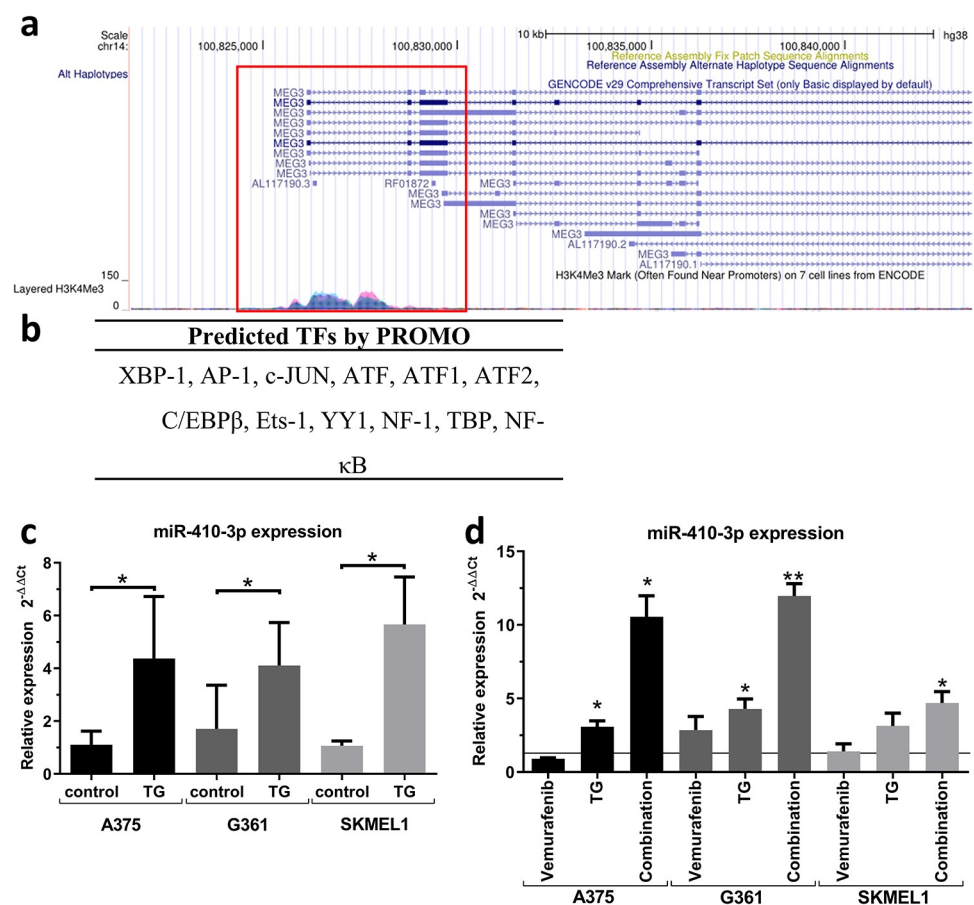 a
Scale
chr14:
100,825,000
100,830,000
10 kb
100,835,000
100,840,000
hg38
Reference Assembly Fix Patch Sequence Alignments
Reference Assembly Alternate Haplotype Sequence Alignments
Alt Haplotypes
GENCODE v29 Comprehensive Transcript Set (only Basic displayed by default)
MEG3
MEG3
MEG3
MEG3
MEG3
MEG3
MEG3
MEG3
MEG3
AL117190.3
RF01872
MEG3
MEG3
MEG3
MEG3
MEG3
MEG3
AL117190.2
MEG3
AL117190.1
H3K4Me3 Mark (Often Found Near Promoters) on 7 cell lines from ENCODE
150
Layered H3K4Me3
0
b
Predicted TFs by PROMO
XBP-1, AP-1, c-JUN, ATF, ATF1, ATF2,
C/EBPβ, Ets-1, YY1, NF-1, TBP, NF-
κB
c
miR-410-3p expression
Relative expression 2-ΔΔCt
8
6
4
2
0
*
*
*
control TG control TG control TG
A375 G361 SKMEL1
d
miR-410-3p expression
Relative expression 2-ΔΔCt
15
10
5
0
* * * ** *
Vemurafenib
TG
Combination
Vemurafenib
TG
Combination
Vemurafenib
TG
Combination
A375 G361 SKMEL1